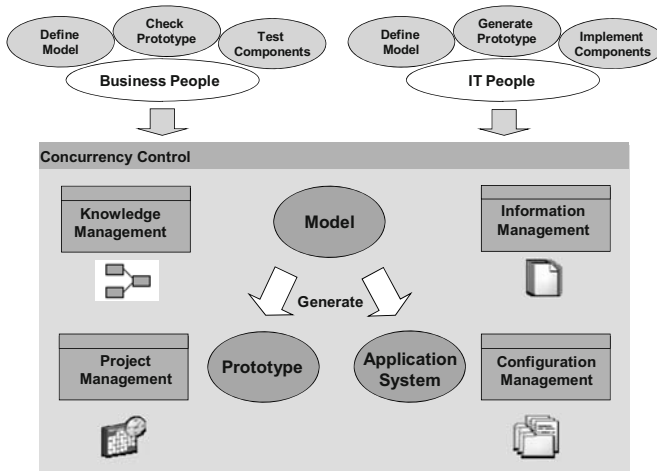 Define
Model
Check
Prototype
Test
Components
Business People
Define
Model
Generate
Prototype
Implement
Components
IT People
Concurrency Control
Knowledge
Management
Model
Information
Management
Generate
Project
Management
Prototype
Application
System
Configuration
Management